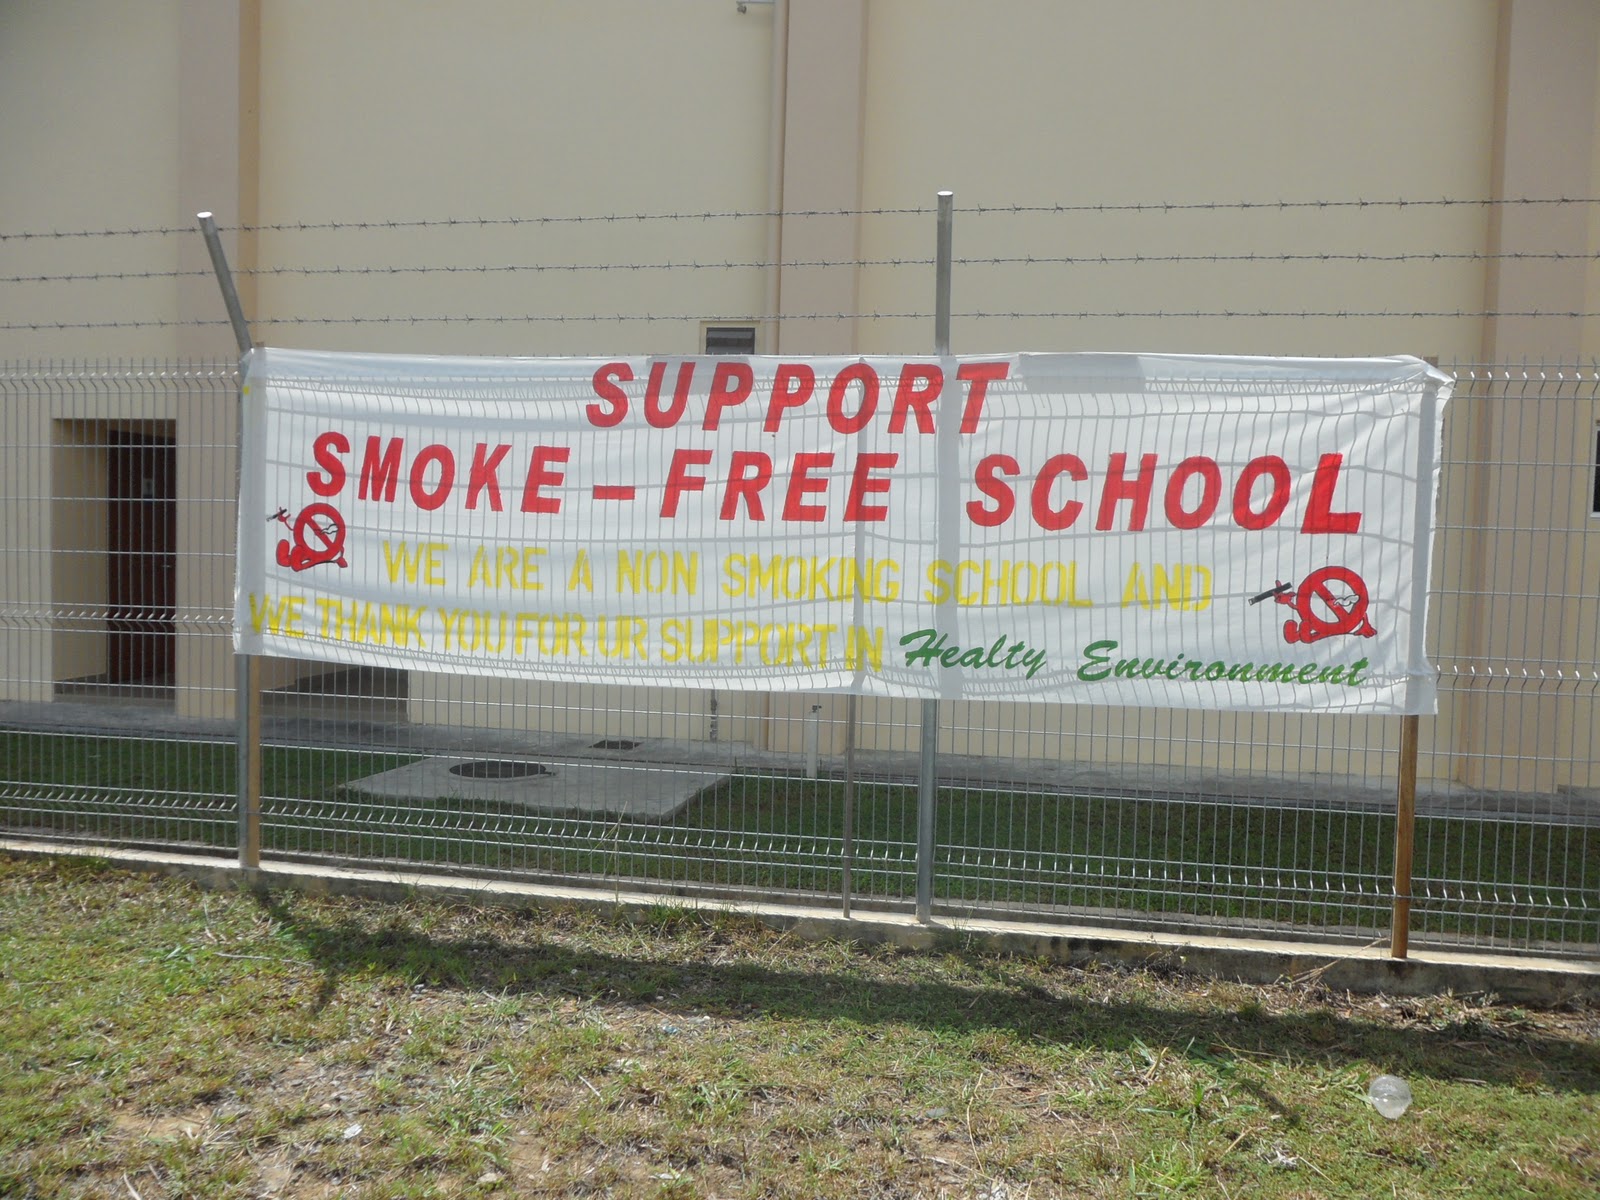 SUPPORT
SMOKE - FREE SCHOOL
WE ARE A NON SMOKING SCHOOL AND
WE THANK YOU FOR UR SUPPORT IN Healty Environment